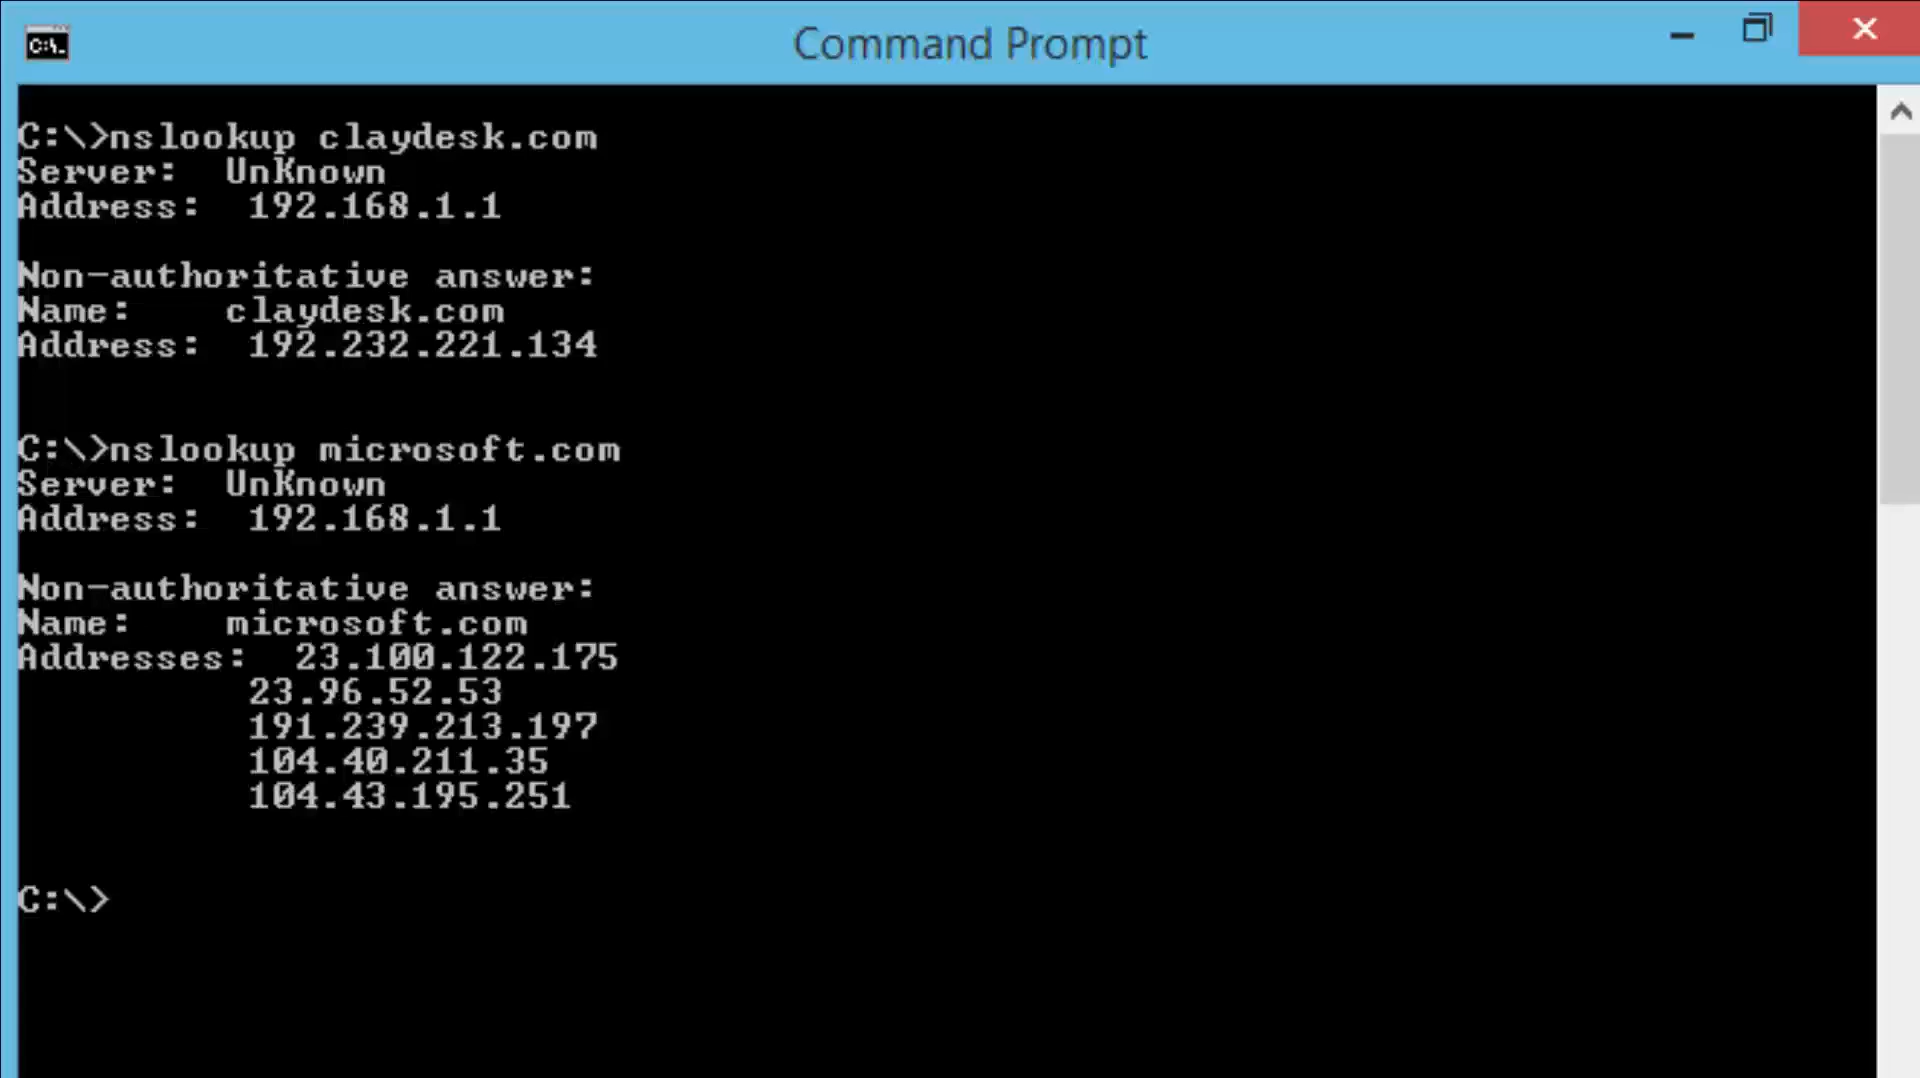 Command Prompt
C:\>nslookup claydesk.com
Server:  UnKnown
Address:  192.168.1.1
Non-authoritative answer:
Name:    claydesk.com
Address:  192.232.221.134
C:\>nslookup microsoft.com
Server:  UnKnown
Address:  192.168.1.1
Non-authoritative answer:
Name:    microsoft.com
Addresses:  23.100.122.175
23.96.52.53
191.239.213.197
104.40.211.35
104.43.195.251
C:\>